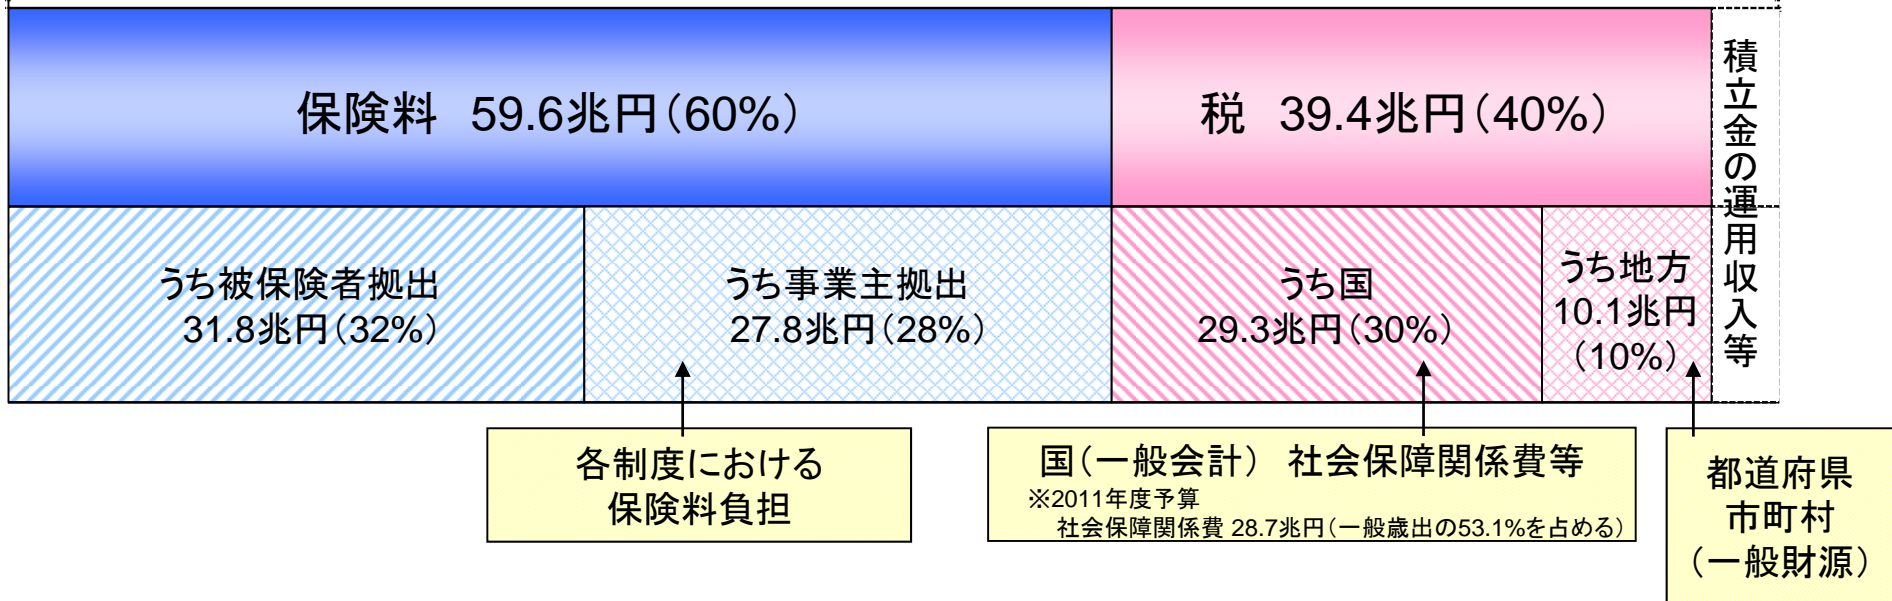 保険料　59.6兆円（60%）
税　39.4兆円（40%）
積立金の運用収入等
うち被保険者拠出
31.8兆円（32%）
うち事業主拠出
27.8兆円（28%）
うち国
29.3兆円（30%）
うち地方
10.1兆円
（10%）
各制度における
保険料負担
国（一般会計）　社会保障関係費等
※2011年度予算
社会保障関係費 28.7兆円（一般歳出の53.1%を占める）
都道府県
市町村
（一般財源）